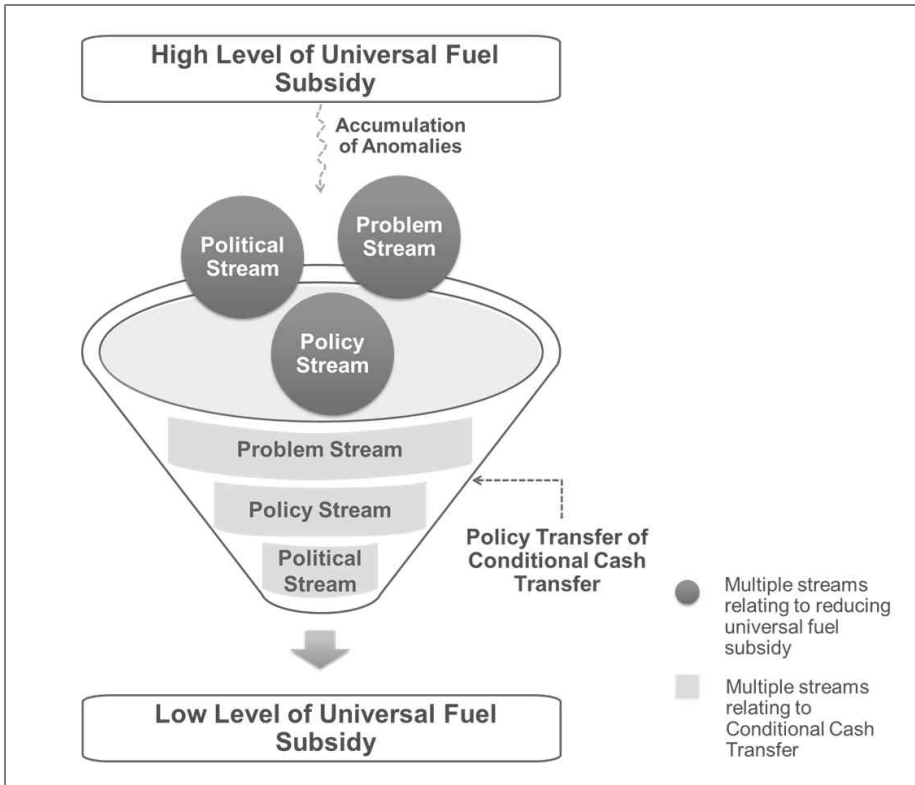 High Level of Universal Fuel
Subsidy
Accumulation
of Anomalies
Political
Stream
Problem
Stream
Policy
Stream
Problem Stream
Policy Stream
Political
Stream
Policy Transfer of
Conditional Cash
Transfer
Multiple streams
relating to reducing
universal fuel
subsidy
Multiple streams
relating to
Conditional Cash
Transfer
Low Level of Universal Fuel
Subsidy